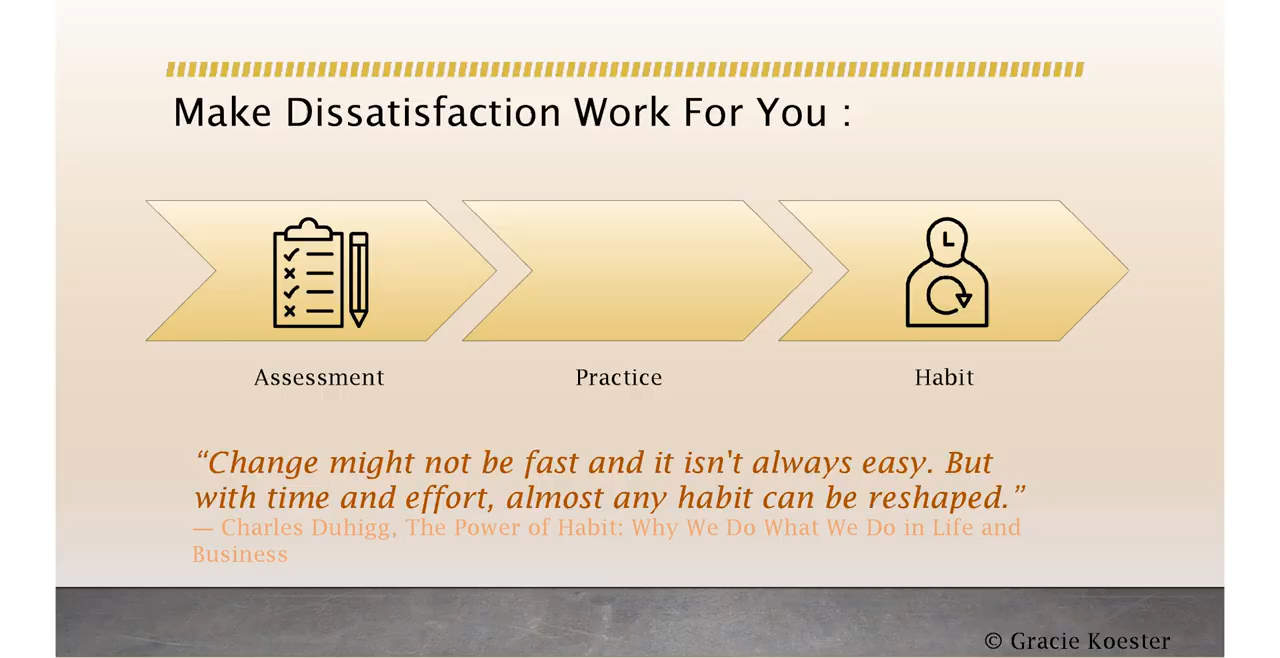 Make Dissatisfaction Work For You :
Assessment
Practice
Habit
“Change might not be fast and it isn't always easy. But
with time and effort, almost any habit can be reshaped.”
— Charles Duhigg, The Power of Habit: Why We Do What We Do in Life and
Business
© Gracie Koester